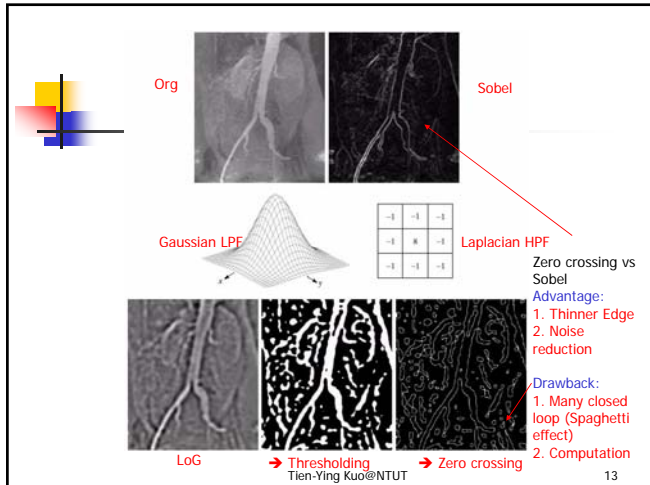 Org
Sobel
Gaussian LPF
x
y
-1 -1 -1
-1 8 -1
-1 -1 -1
Laplacian HPF
Zero crossing vs
Sobel
Advantage:
1. Thinner Edge
2. Noise
reduction
Drawback:
1. Many closed
loop (Spaghetti
effect)
2. Computation
LoG
➔ Thresholding
➔ Zero crossing
Tien-Ying Kuo@NTUT
13